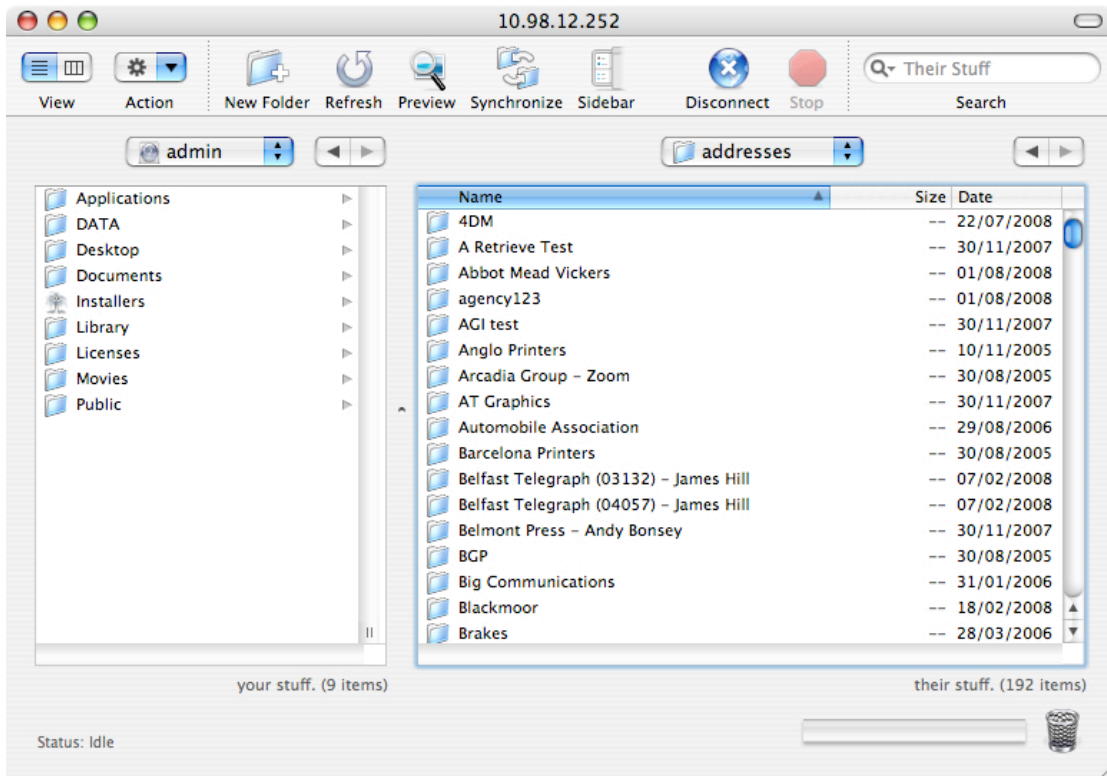 10.98.12.252
Their Stuff
View Action New Folder Refresh Preview Synchronize Sidebar Disconnect Stop Search
admin
addresses
Applications
DATA
Desktop
Documents
Installers
Library
Licenses
Movies
Public
Name Size Date
4DM -- 22/07/2008
A Retrieve Test -- 30/11/2007
Abbot Mead Vickers -- 01/08/2008
agency123 -- 01/08/2008
AGI test -- 30/11/2007
Anglo Printers -- 10/11/2005
Arcadia Group – Zoom -- 30/08/2005
AT Graphics -- 30/11/2007
Automobile Association -- 29/08/2006
Barcelona Printers -- 30/08/2005
Belfast Telegraph (03132) – James Hill -- 07/02/2008
Belfast Telegraph (04057) – James Hill -- 07/02/2008
Belmont Press – Andy Bonsey -- 30/11/2007
BGP -- 30/08/2005
Big Communications -- 31/01/2006
Blackmoor -- 18/02/2008
Brakes -- 28/03/2006
your stuff. (9 items)
their stuff. (192 items)
Status: Idle